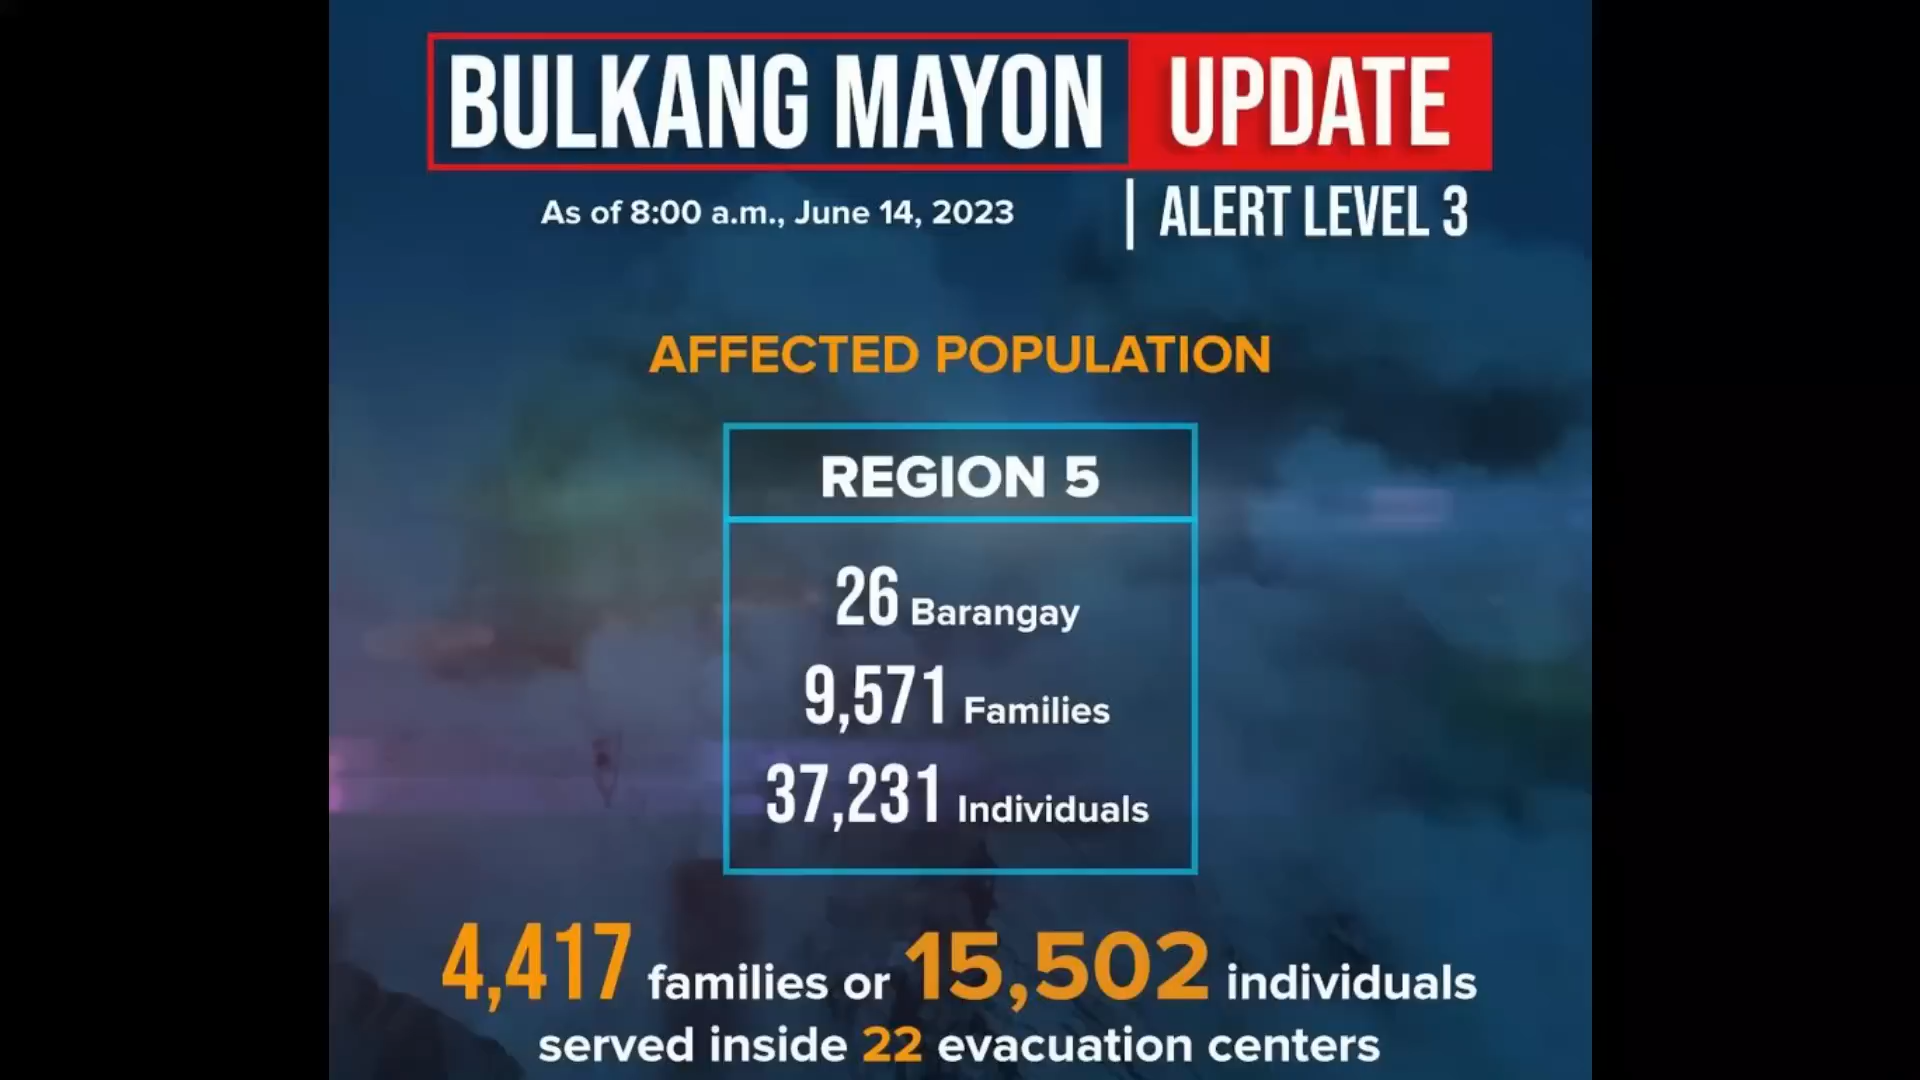 BULKANG MAYON UPDATE
As of 8:00 a.m., June 14, 2023
ALERT LEVEL 3
AFFECTED POPULATION
REGION 5
26 Barangay
9,571 Families
37,231 Individuals
4,417 families or 15,502 individuals
served inside 22 evacuation centers